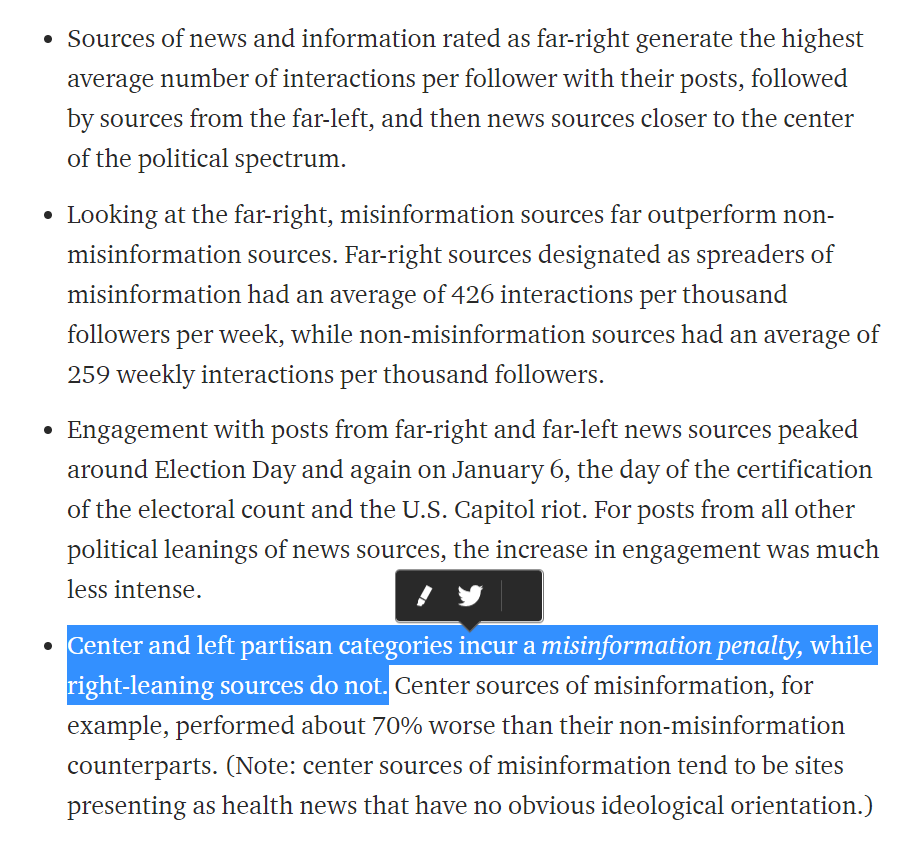 • Sources of news and information rated as far-right generate the highest
average number of interactions per follower with their posts, followed
by sources from the far-left, and then news sources closer to the center
of the political spectrum.
• Looking at the far-right, misinformation sources far outperform non-
misinformation sources. Far-right sources designated as spreaders of
misinformation had an average of 426 interactions per thousand
followers per week, while non-misinformation sources had an average of
259 weekly interactions per thousand followers.
• Engagement with posts from far-right and far-left news sources peaked
around Election Day and again on January 6, the day of the certification
of the electoral count and the U.S. Capitol riot. For posts from all other
political leanings of news sources, the increase in engagement was much
less intense.
• Center and left partisan categories incur a misinformation penalty, while
right-leaning sources do not. Center sources of misinformation, for
example, performed about 70% worse than their non-misinformation
counterparts. (Note: center sources of misinformation tend to be sites
presenting as health news that have no obvious ideological orientation.)